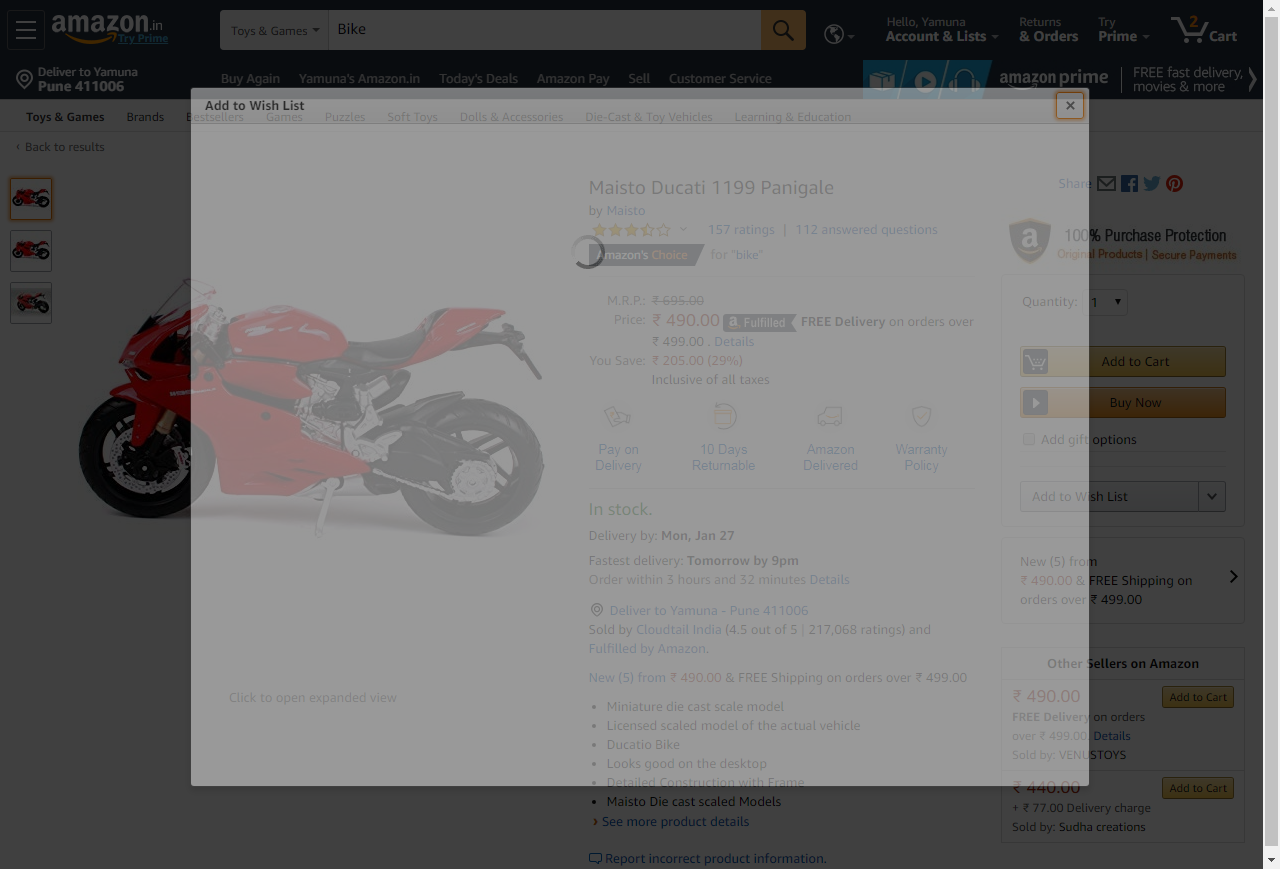 amazon.in
Try Prime
Toys & Games
Bike
Hello, Yamuna
Account & Lists
Returns
& Orders
Try
Prime
2
Cart
Deliver to Yamuna
Pune 411006
Buy Again
Yamuna's Amazon.in
Today's Deals
Amazon Pay
Sell
Customer Service
amazon prime
FREE fast delivery,
movies & more
Add to Wish List
×
Toys & Games
Brands
Bestsellers
Games
Puzzles
Soft Toys
Dolls & Accessories
Die-Cast & Toy Vehicles
Learning & Education
‹ Back to results
Click to open expanded view
Maisto Ducati 1199 Panigale
by Maisto
157 ratings | 112 answered questions
Amazon's Choice for "bike"
M.R.P.: ₹ 695.00
Price: ₹ 490.00 a Fulfilled FREE Delivery on orders over
₹ 499.00 . Details
You Save: ₹ 205.00 (29%)
Inclusive of all taxes
Pay on
Delivery
10 Days
Returnable
Amazon
Delivered
Warranty
Policy
In stock.
Delivery by: Mon, Jan 27
Fastest delivery: Tomorrow by 9pm
Order within 3 hours and 32 minutes Details
Deliver to Yamuna - Pune 411006
Sold by Cloudtail India (4.5 out of 5 | 217,068 ratings) and
Fulfilled by Amazon.
New (5) from ₹ 490.00 & FREE Shipping on orders over ₹ 499.00
• Miniature die cast scale model
• Licensed scaled model of the actual vehicle
• Ducatio Bike
• Looks good on the desktop
• Detailed Construction with Frame
• Maisto Die cast scaled Models
› See more product details
Report incorrect product information.
Share
a
100% Purchase Protection
Original Products | Secure Payments
Quantity: 1
Add to Cart
Buy Now
Add gift options
Add to Wish List
New (5) from
₹ 490.00 & FREE Shipping on
orders over ₹ 499.00
Other Sellers on Amazon
₹ 490.00
Add to Cart
FREE Delivery on orders
over ₹ 499.00. Details
Sold by: VENUSTOYS
₹ 440.00
Add to Cart
+ ₹ 77.00 Delivery charge
Sold by: Sudha creations